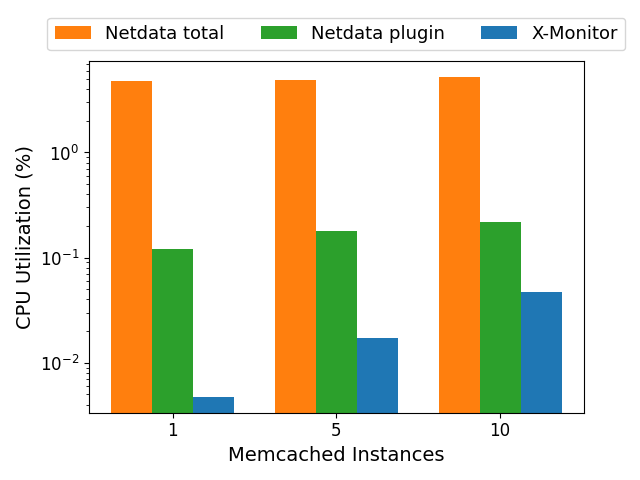 Netdata total Netdata plugin X-Monitor
CPU Utilization (%)
10⁰
10⁻¹
10⁻²
1 5 10
Memcached Instances